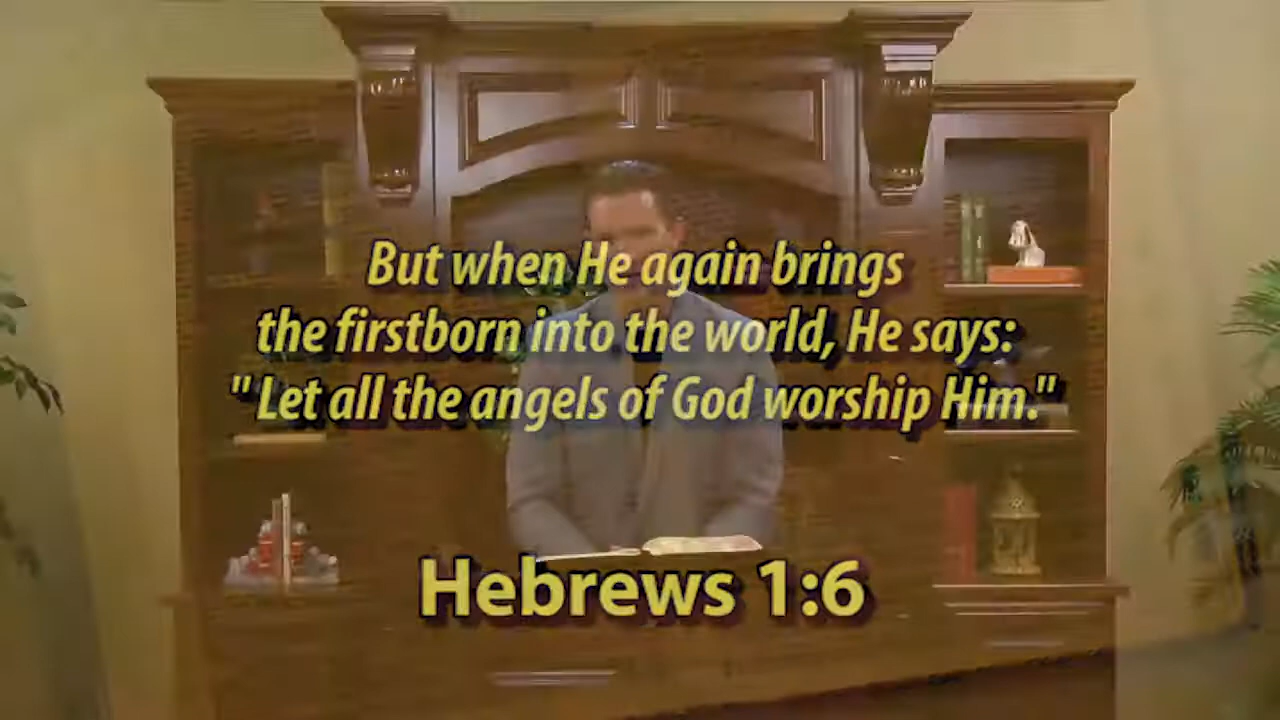 But when He again brings
the firstborn into the world, He says:
"Let all the angels of God worship Him."
Hebrews 1:6